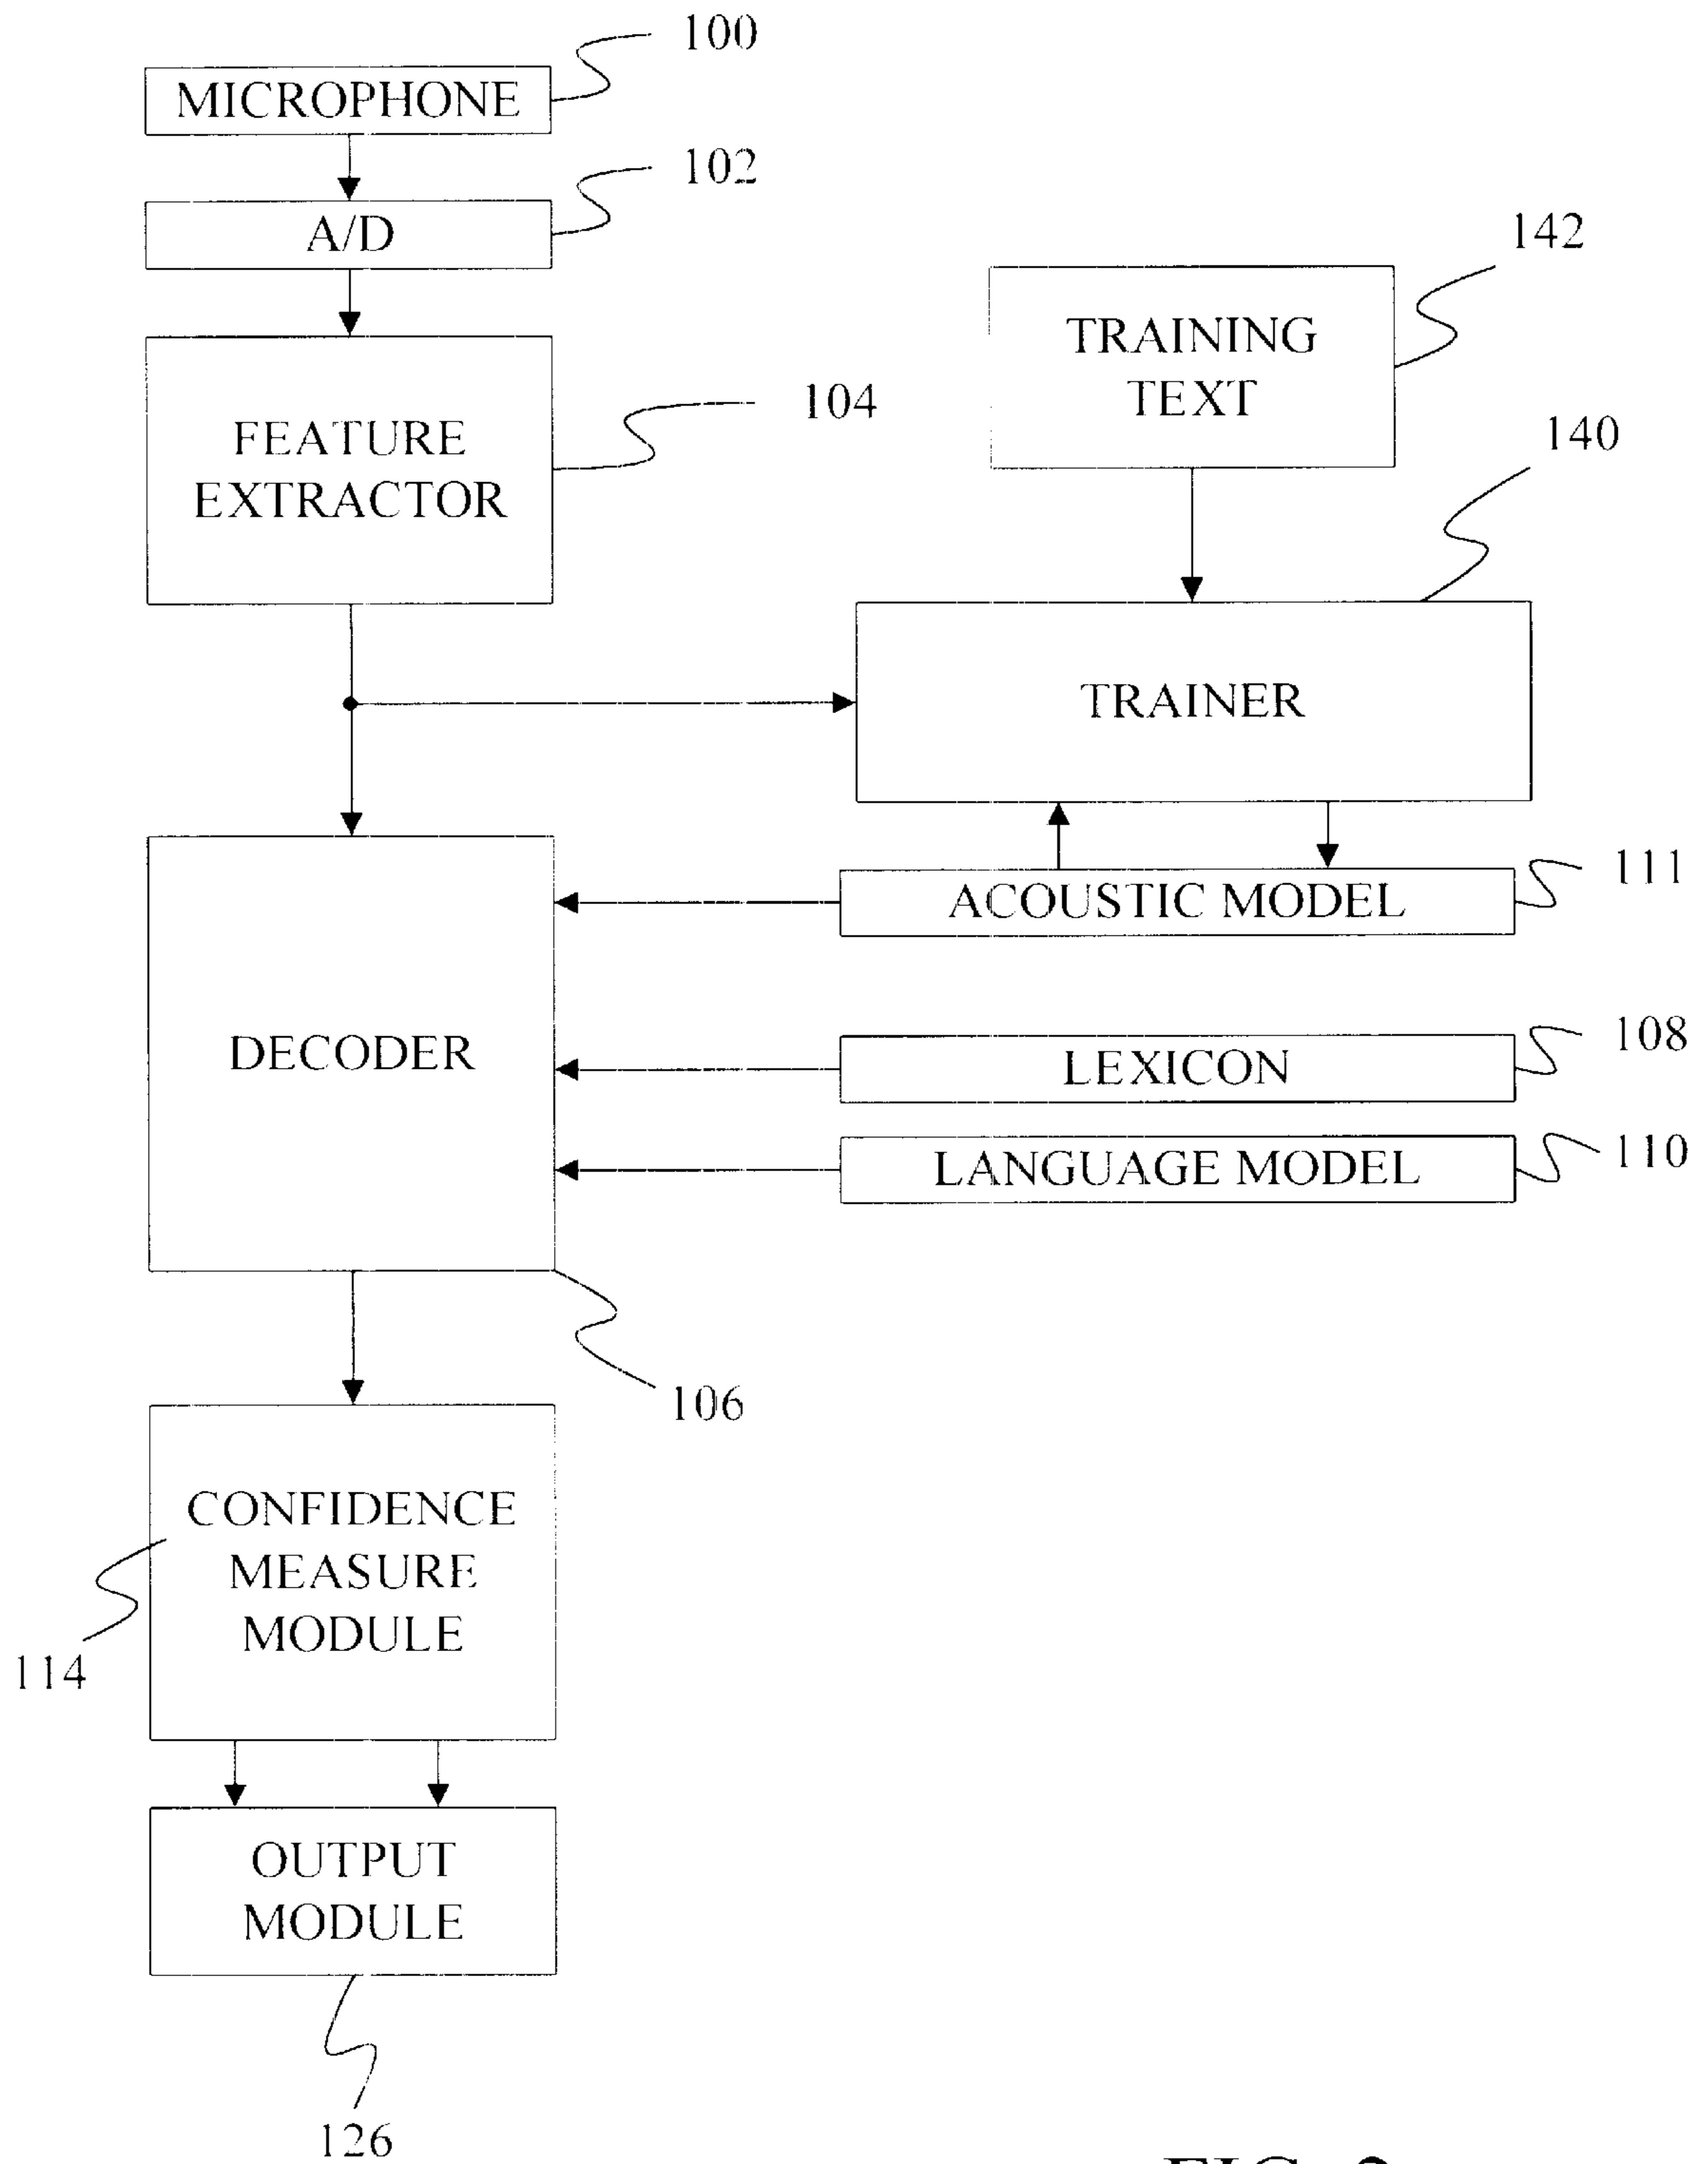 100
MICROPHONE
102
A/D
142
TRAINING
TEXT
104
FEATURE
EXTRACTOR
140
TRAINER
111
ACOUSTIC MODEL
DECODER
108
LEXICON
110
LANGUAGE MODEL
106
CONFIDENCE
MEASURE
MODULE
114
OUTPUT
MODULE
126